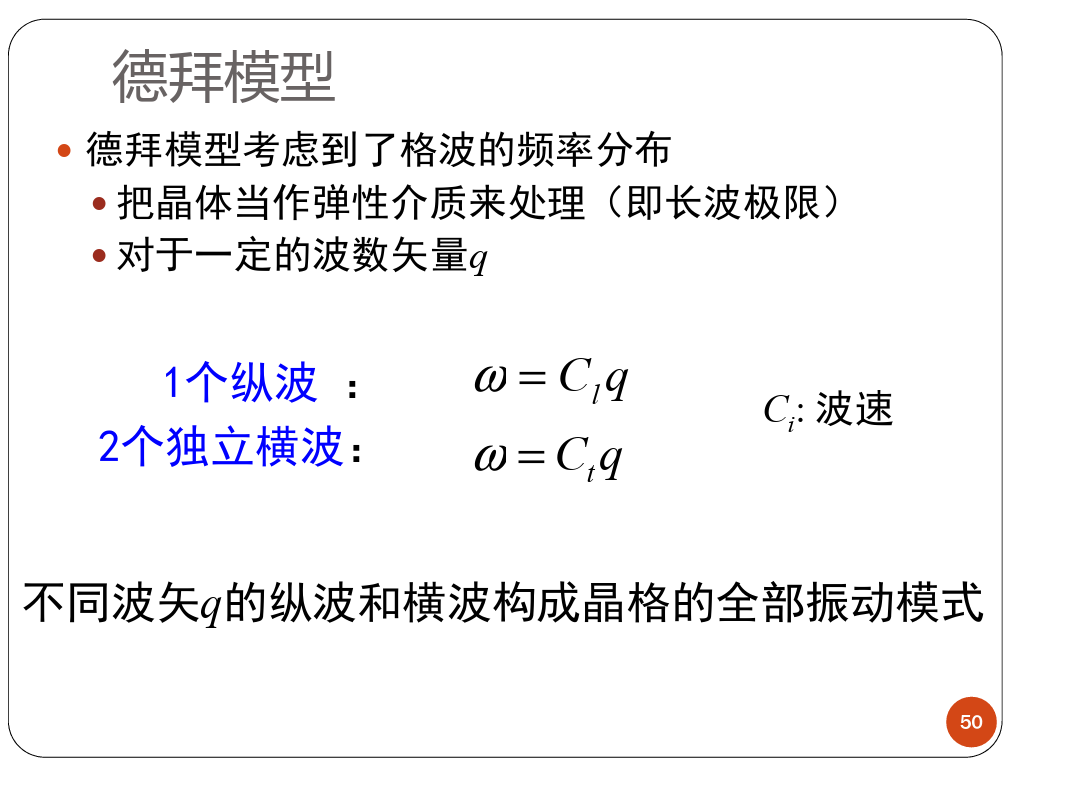 德拜模型
• 德拜模型考虑到了格波的频率分布
• 把晶体当作弹性介质来处理（即长波极限）
• 对于一定的波数矢量q
1个纵波 ： ω = C_l q
C_i: 波速
2个独立横波： ω = C_t q
不同波矢q的纵波和横波构成晶格的全部振动模式
50